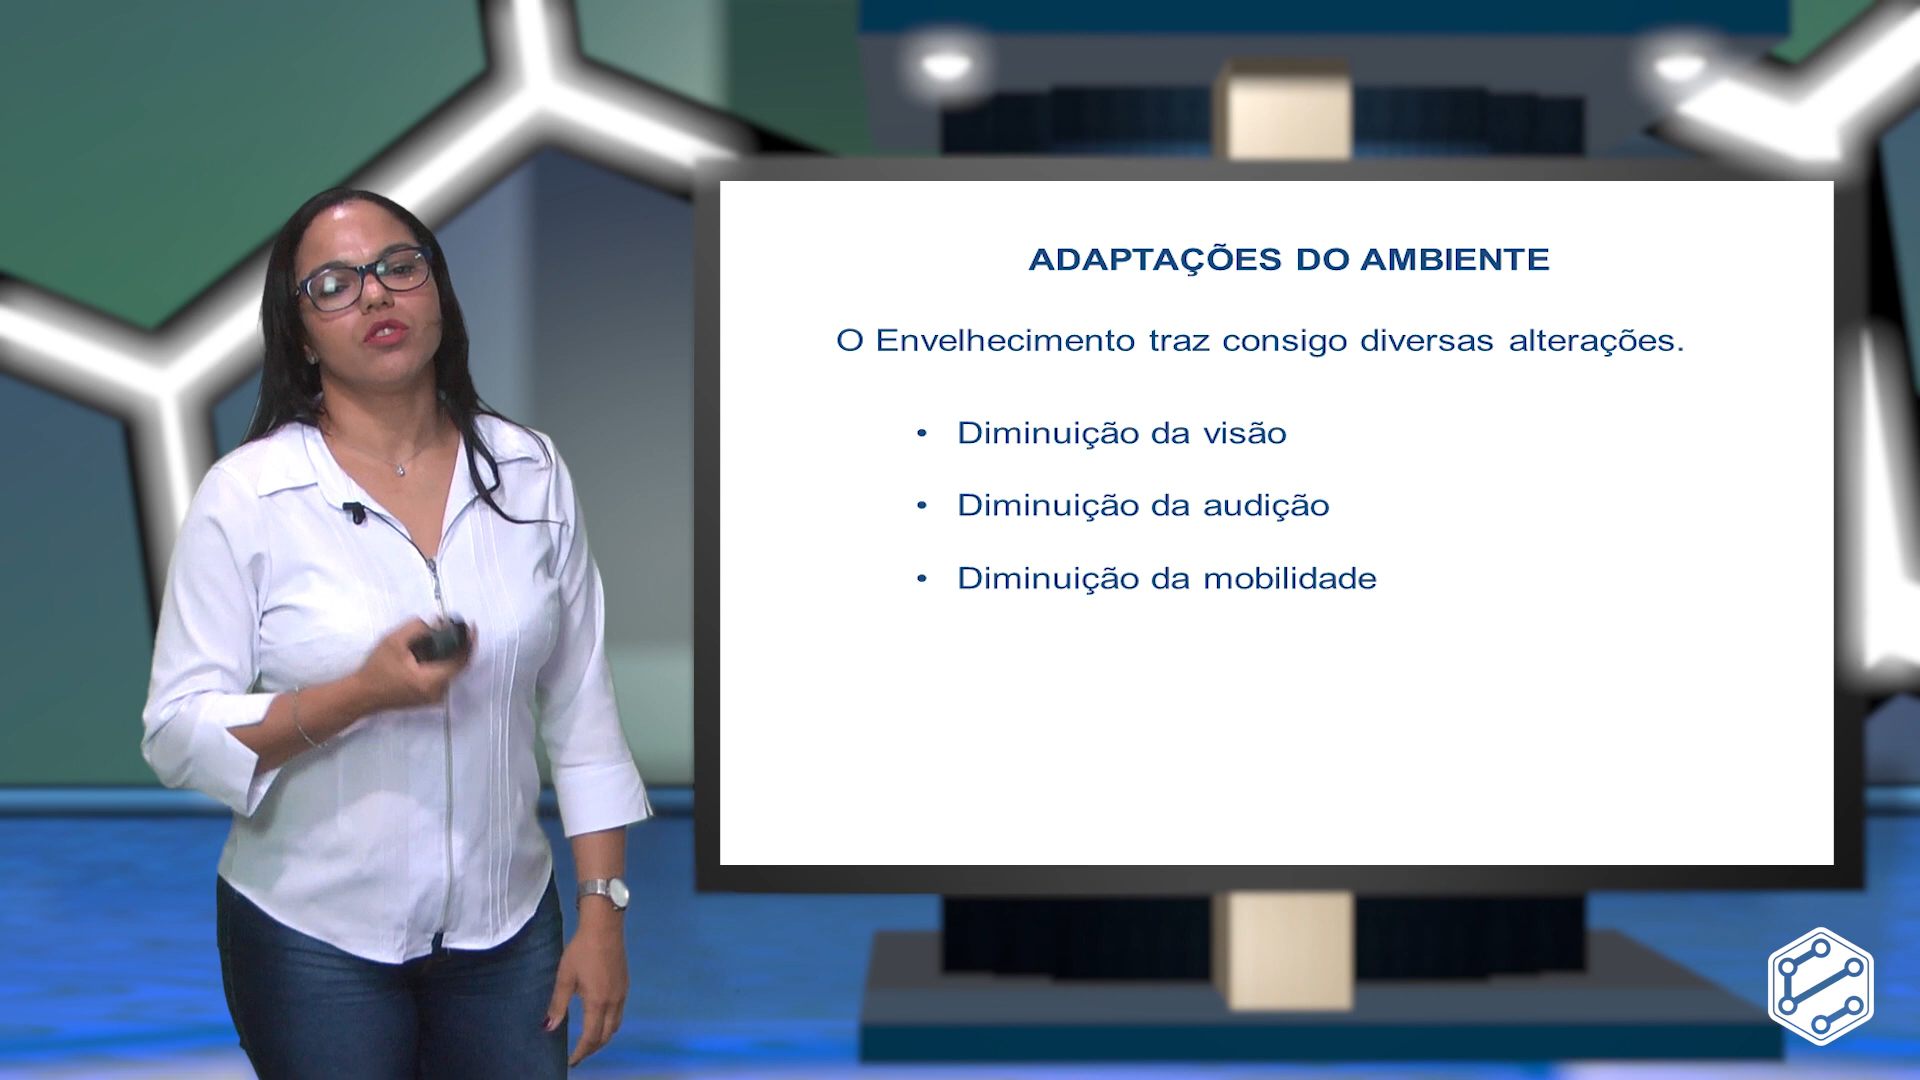 ADAPTAÇÕES DO AMBIENTE
O Envelhecimento traz consigo diversas alterações.
• Diminuição da visão
• Diminuição da audição
• Diminuição da mobilidade